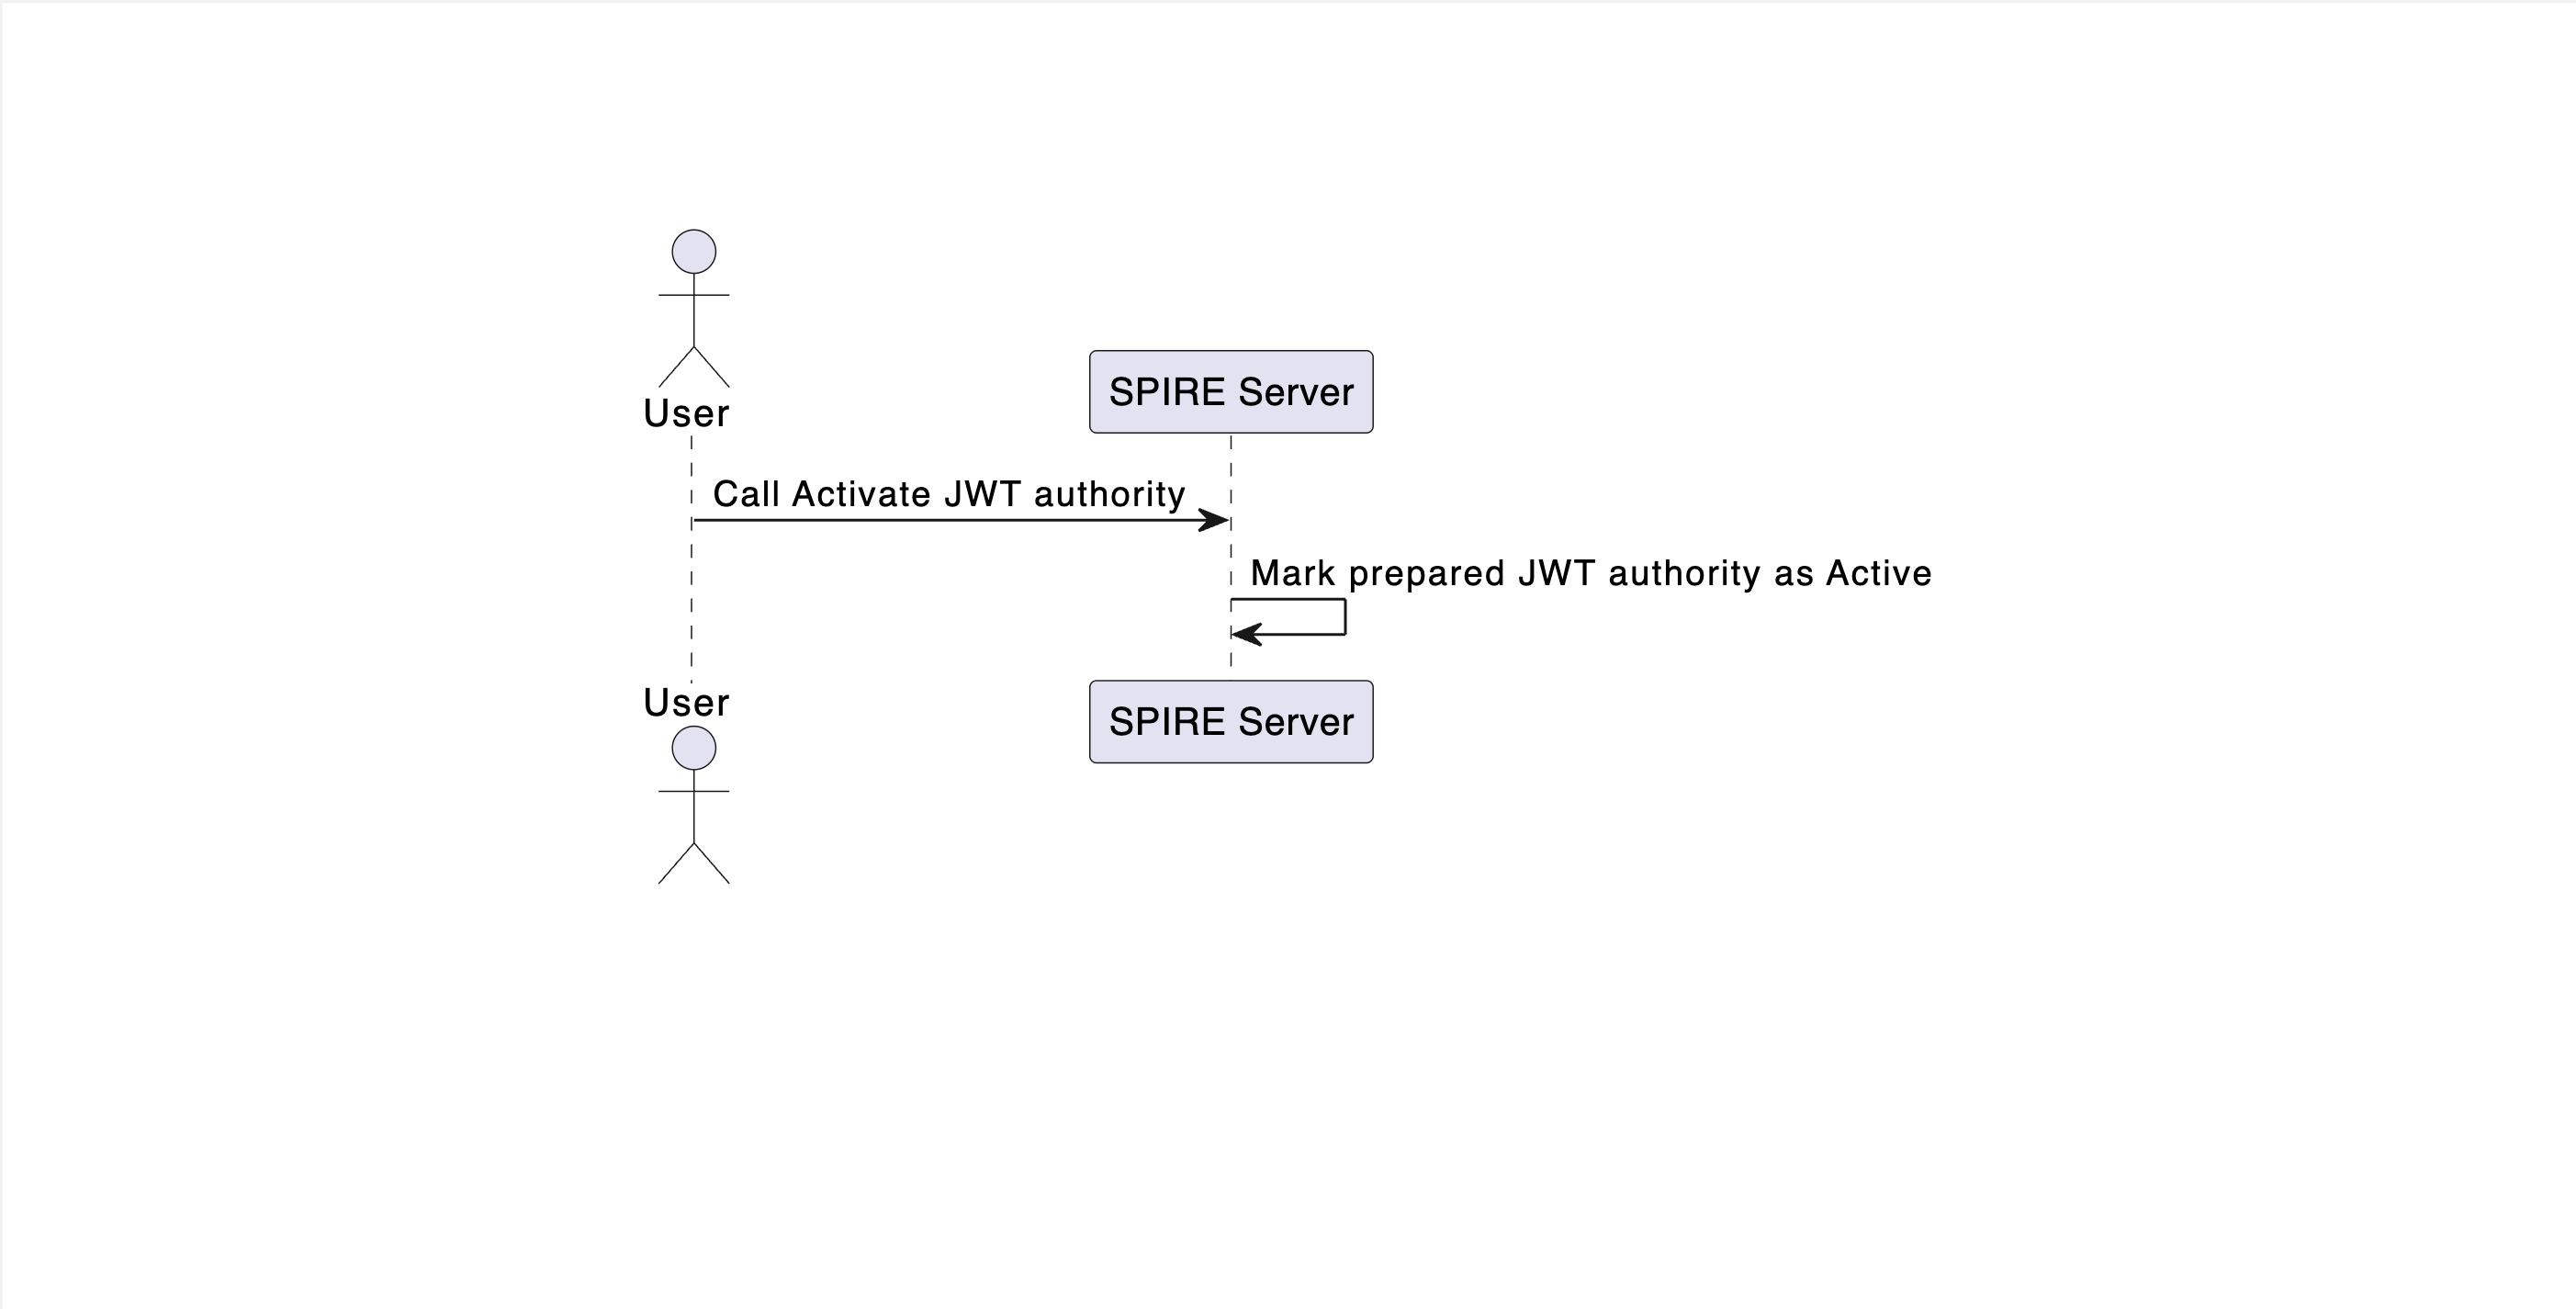 User
SPIRE Server
Call Activate JWT authority
Mark prepared JWT authority as Active
User
SPIRE Server